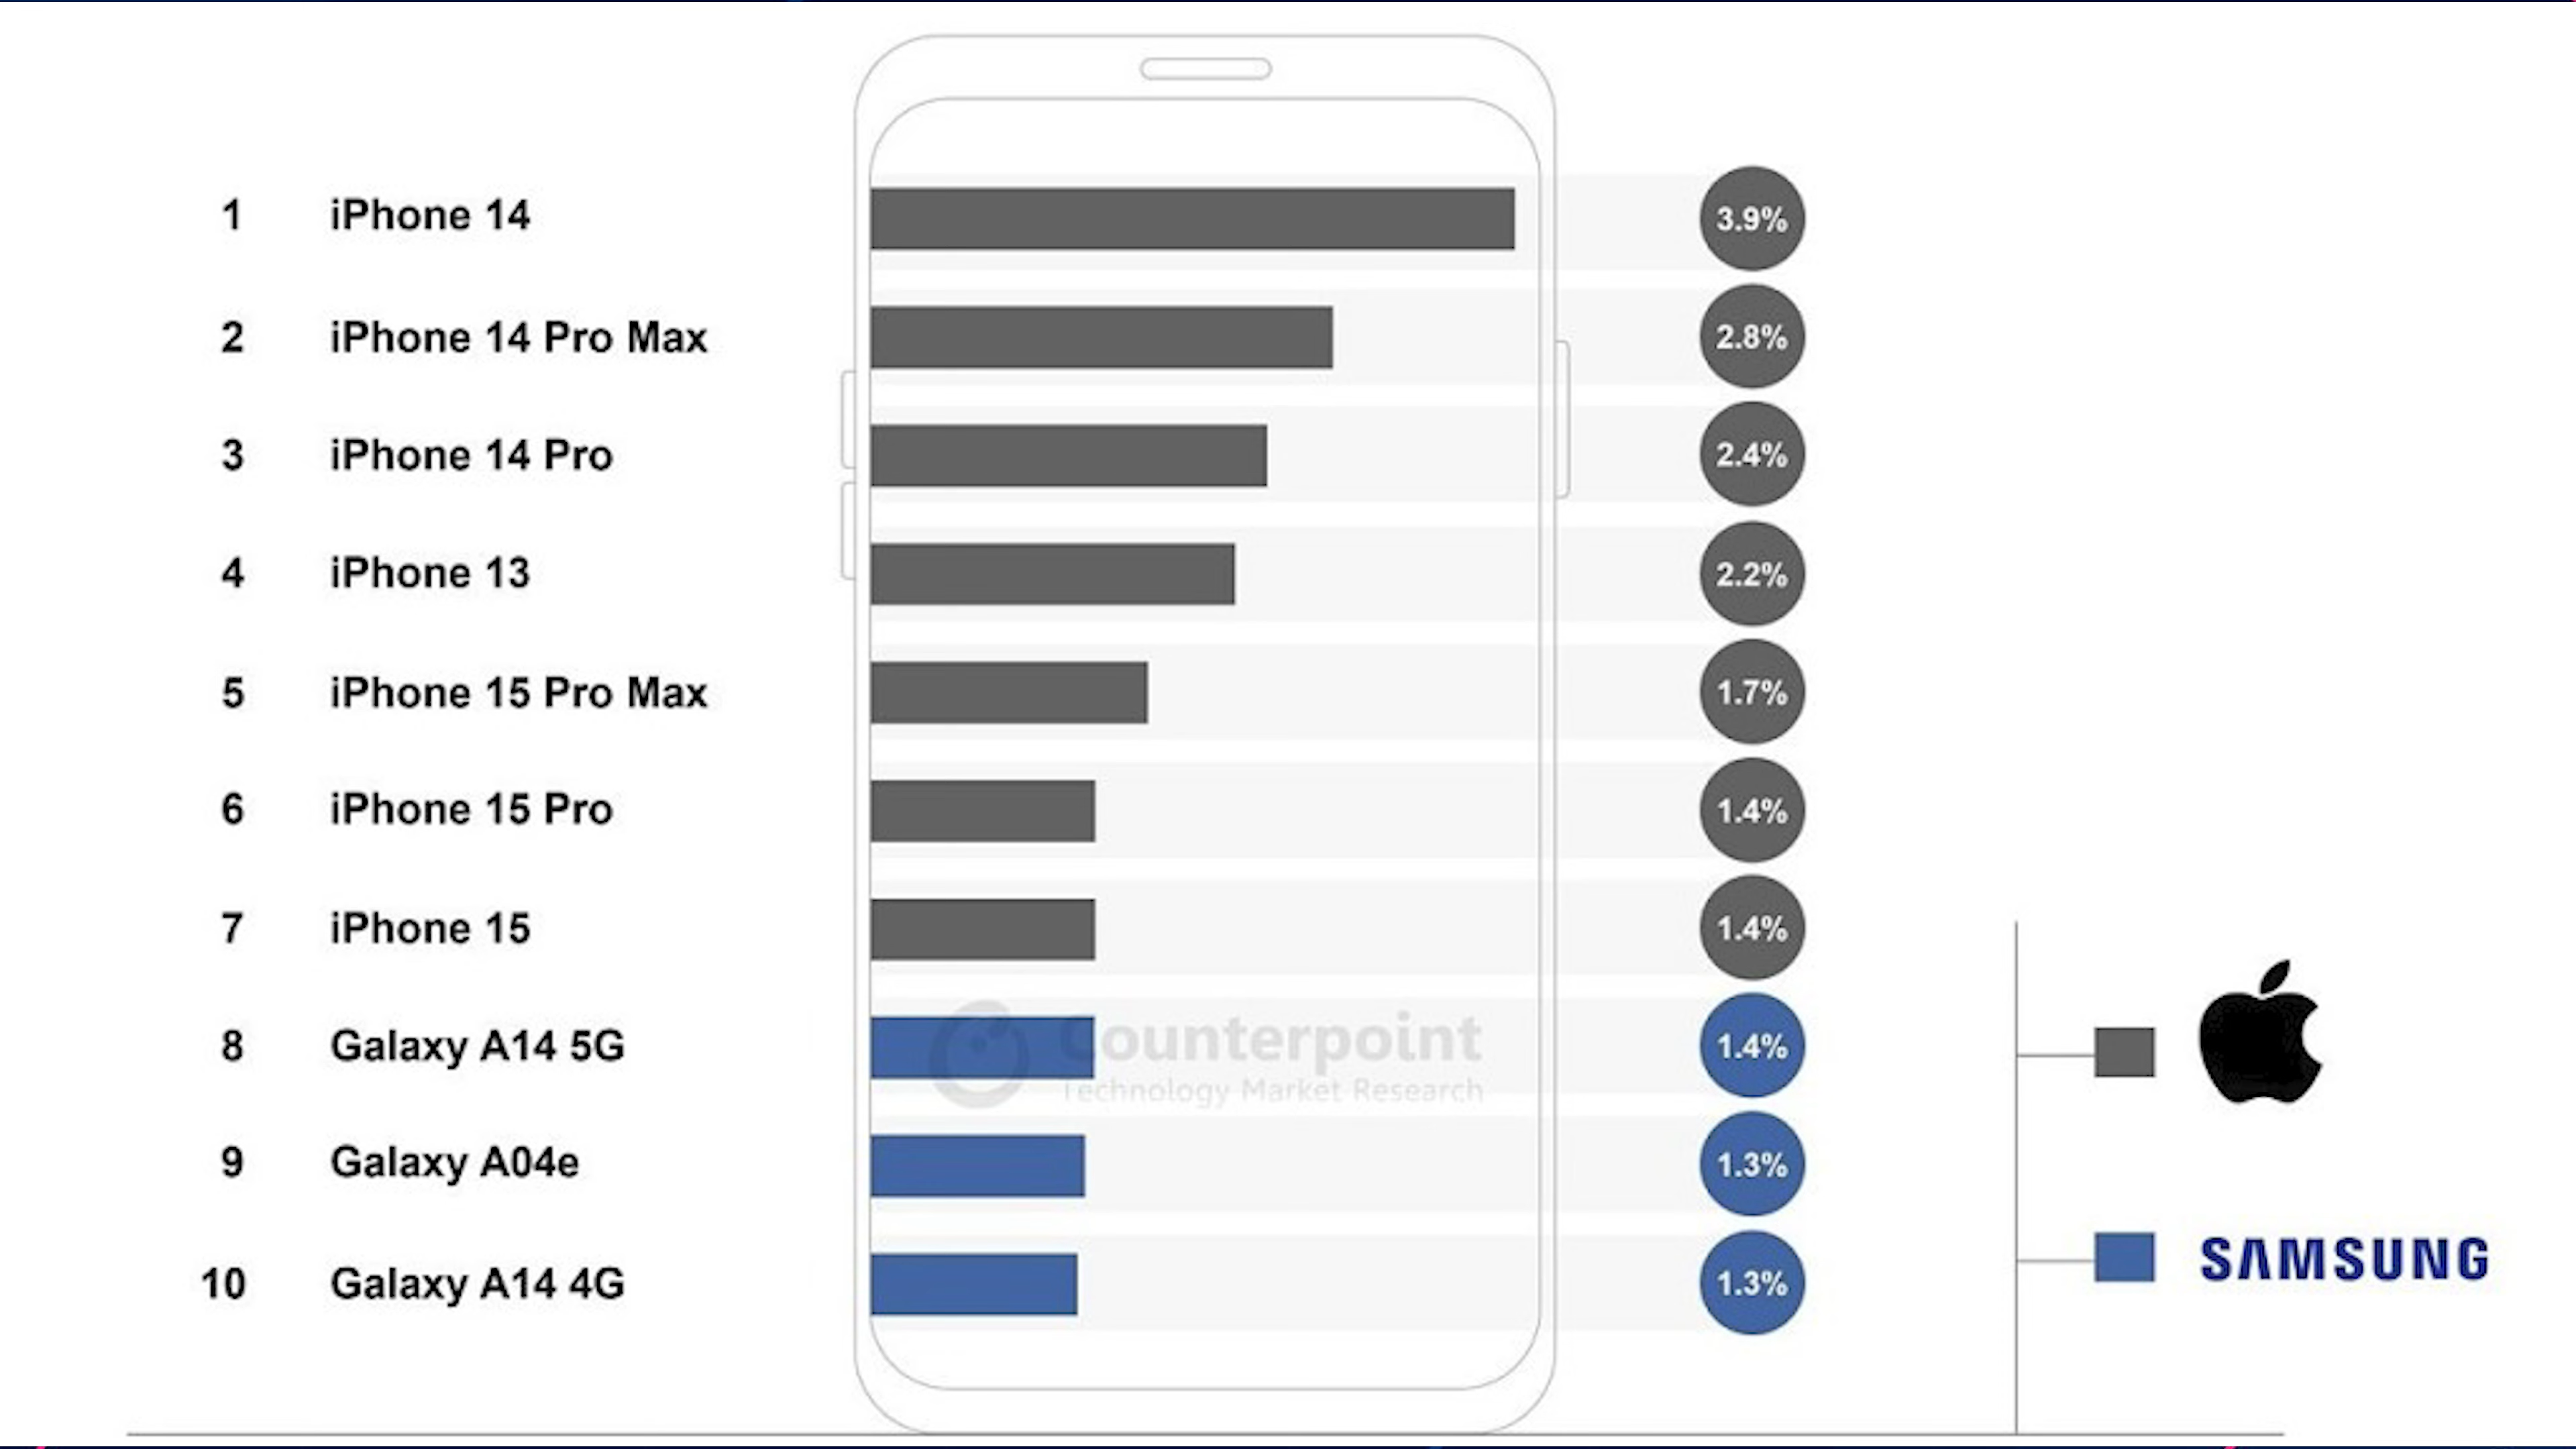 1 iPhone 14 3.9%
2 iPhone 14 Pro Max 2.8%
3 iPhone 14 Pro 2.4%
4 iPhone 13 2.2%
5 iPhone 15 Pro Max 1.7%
6 iPhone 15 Pro 1.4%
7 iPhone 15 1.4%
8 Galaxy A14 5G 1.4%
Counterpoint
Technology Market Research
9 Galaxy A04e 1.3%
10 Galaxy A14 4G 1.3%
SAMSUNG